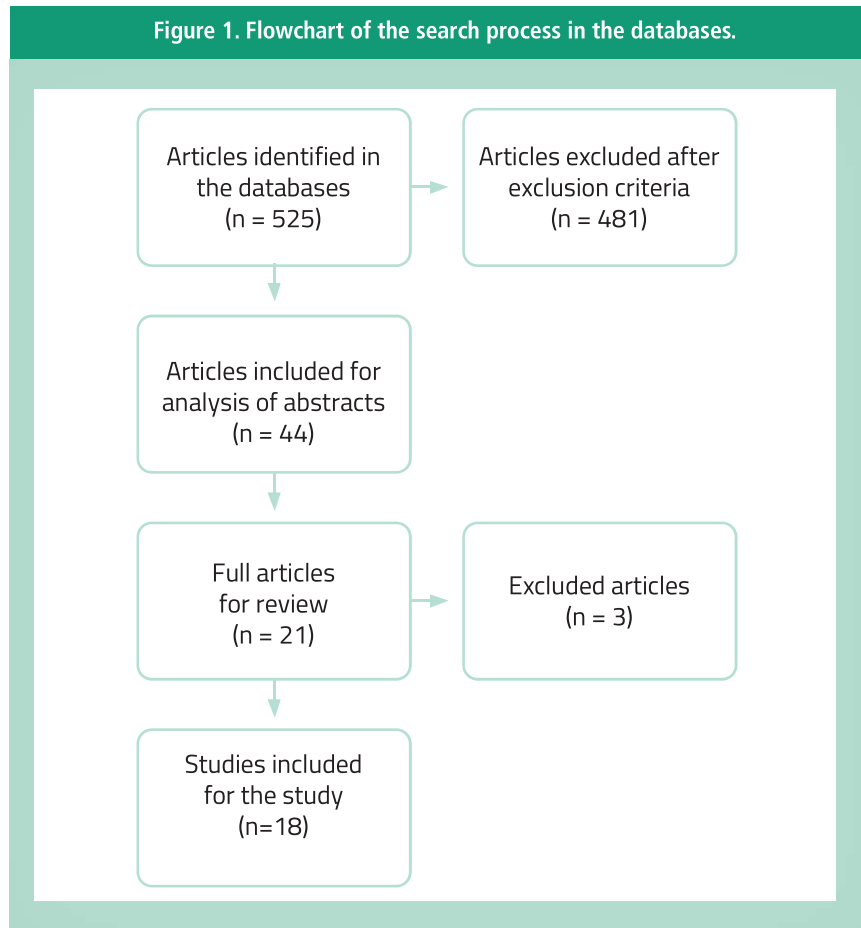 Figure 1. Flowchart of the search process in the databases.
Articles identified in
the databases
(n = 525)
Articles excluded after
exclusion criteria
(n = 481)
Articles included for
analysis of abstracts
(n = 44)
Full articles
for review
(n = 21)
Excluded articles
(n = 3)
Studies included
for the study
(n=18)